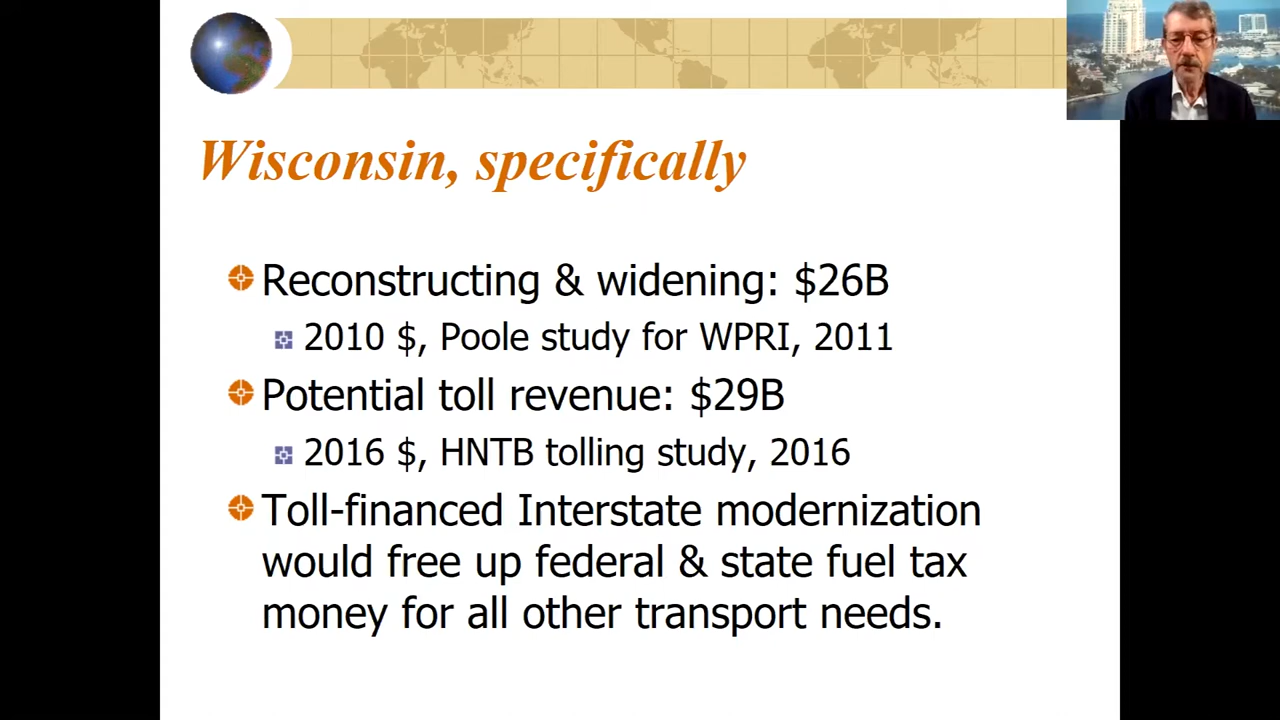 Wisconsin, specifically
Reconstructing & widening: $26B
2010 $, Poole study for WPRI, 2011
Potential toll revenue: $29B
2016 $, HNTB tolling study, 2016
Toll-financed Interstate modernization
would free up federal & state fuel tax
money for all other transport needs.